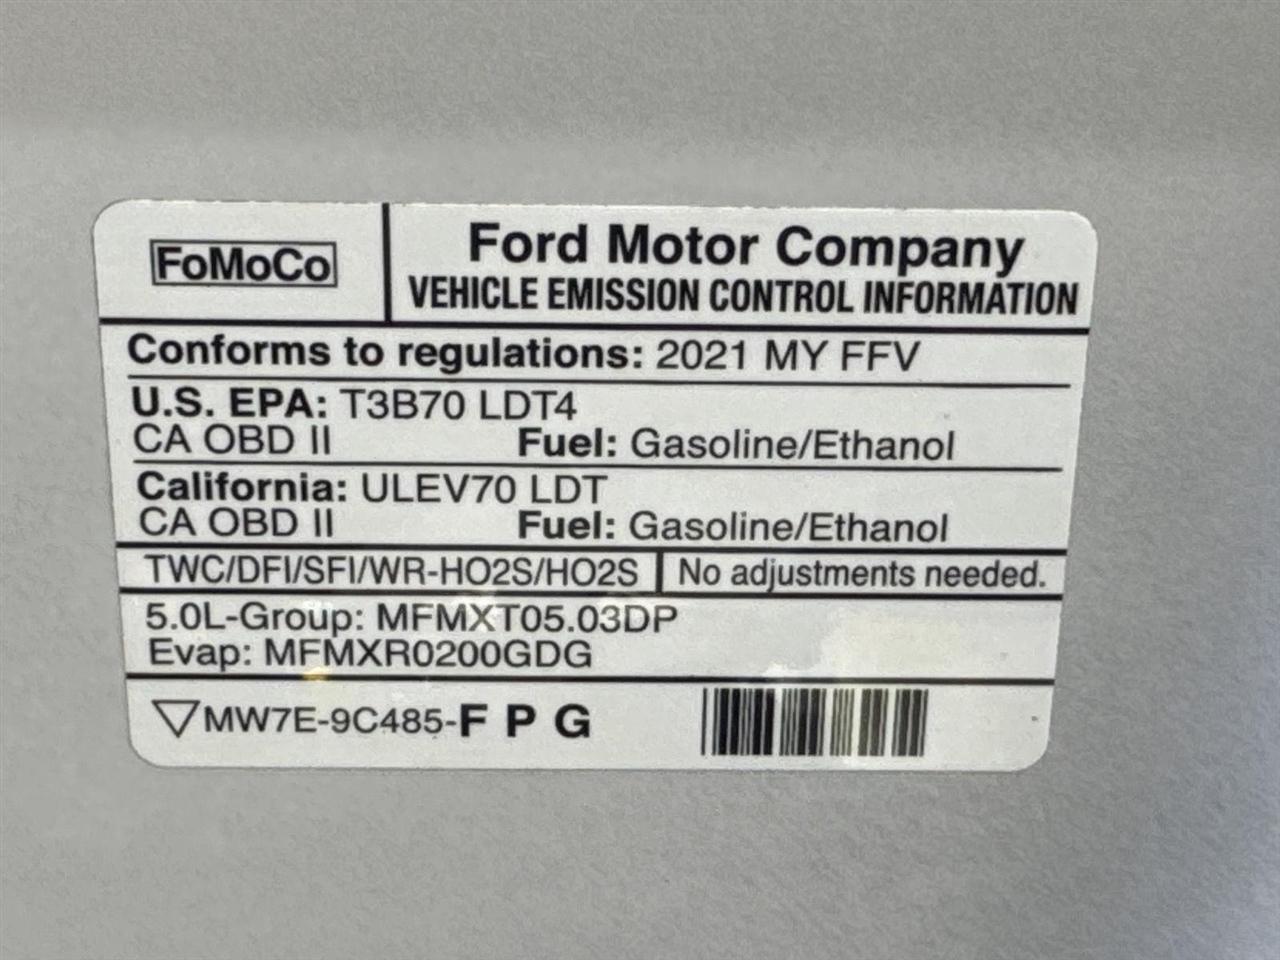 FoMoCo
Ford Motor Company
VEHICLE EMISSION CONTROL INFORMATION
Conforms to regulations: 2021 MY FFV
U.S. EPA: T3B70 LDT4
CA OBD II Fuel: Gasoline/Ethanol
California: ULEV70 LDT
CA OBD II Fuel: Gasoline/Ethanol
TWC/DFI/SFI/WR-HO2S/HO2S No adjustments needed.
5.0L-Group: MFMXT05.03DP
Evap: MFMXR0200GDG
MW7E-9C485-F P G